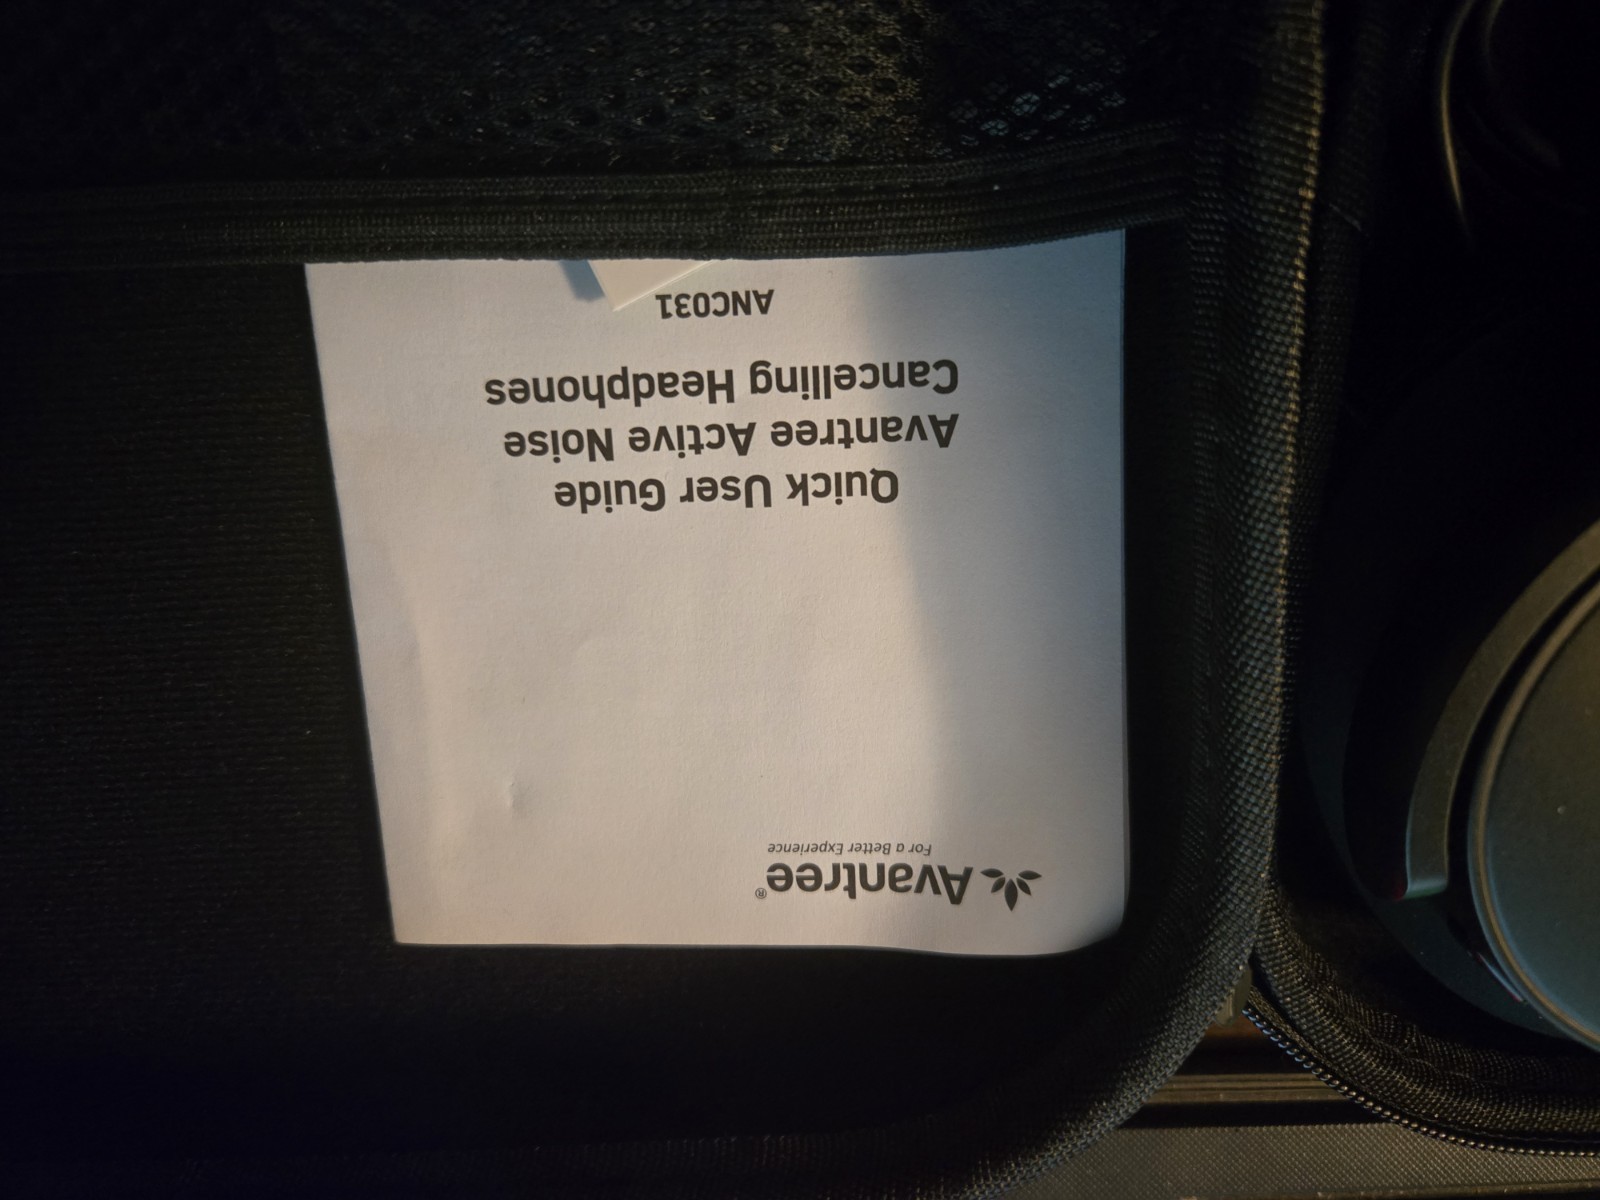 Avantree®
For a Better Experience
Quick User Guide
Avantree Active Noise
Cancelling Headphones
ANC031